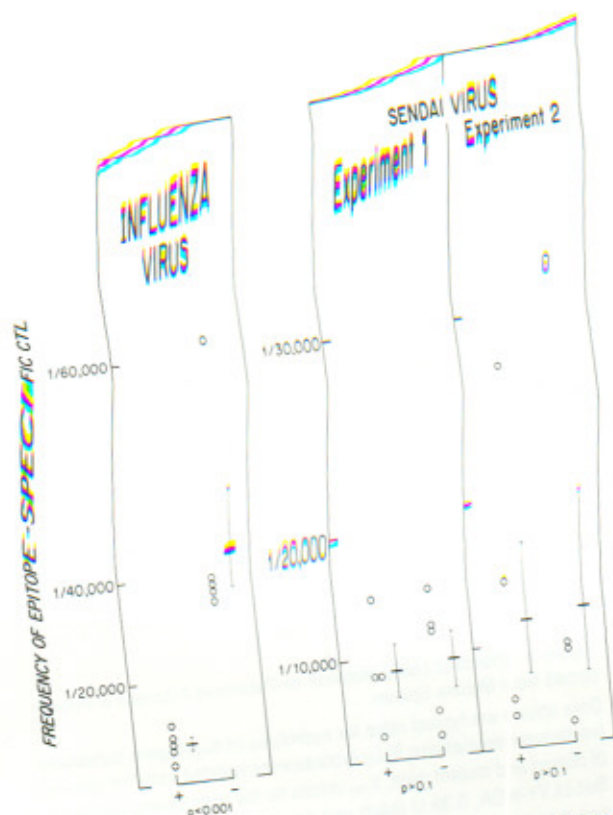 FREQUENCY OF EPITOPE-SPECIFIC CTL
INFLUENZA
VIRUS
1/60,000
1/40,000
1/20,000
+ -
p<0.001
SENDAI VIRUS
Experiment 1
Experiment 2
1/30,000
1/20,000
1/10,000
+ -
p>0.1
+ -
p>0.1